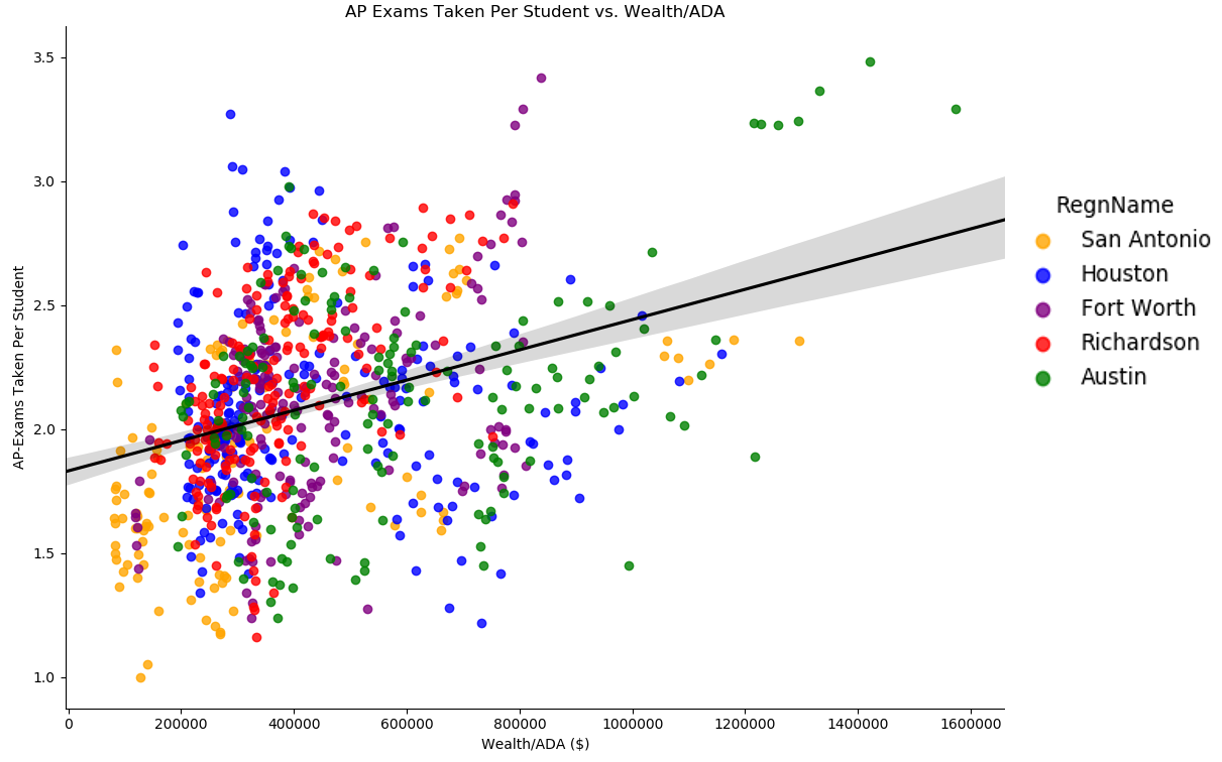 AP Exams Taken Per Student vs. Wealth/ADA
3.5
3.0
2.5
2.0
1.5
1.0
AP-Exams Taken Per Student
0
200000
400000
600000
800000
1000000
1200000
1400000
1600000
Wealth/ADA ($)
RegnName
San Antonio
Houston
Fort Worth
Richardson
Austin